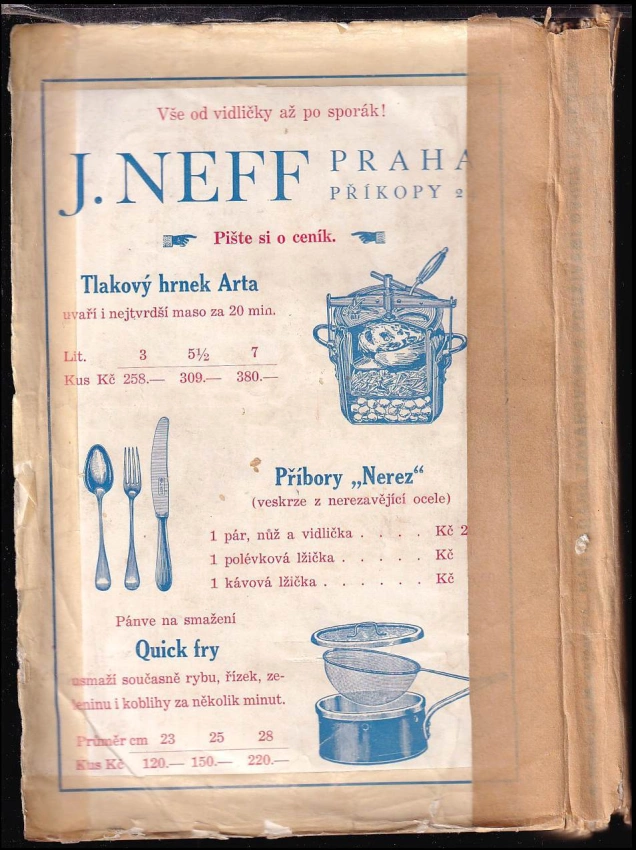 Vše od vidličky až po sporák!
J. NEFF PRAHA
PŘÍKOPY 2
Pište si o ceník.
Tlakový hrnek Arta
uvaří i nejtvrdší maso za 20 min.
Lit. 3 5½ 7
Kus Kč 258.— 309.— 380.—
Příbory „Nerez“
(veskrze z nerezavějící ocele)
1 pár, nůž a vidlička . . . . Kč 2
1 polévková lžička . . . . . Kč
1 kávová lžička . . . . . . Kč
Pánve na smažení
Quick fry
usmaží současně rybu, řízek, ze-
leninu i koblihy za několik minut.
Průměr cm 23 25 28
Kus Kč 120.— 150.— 220.—